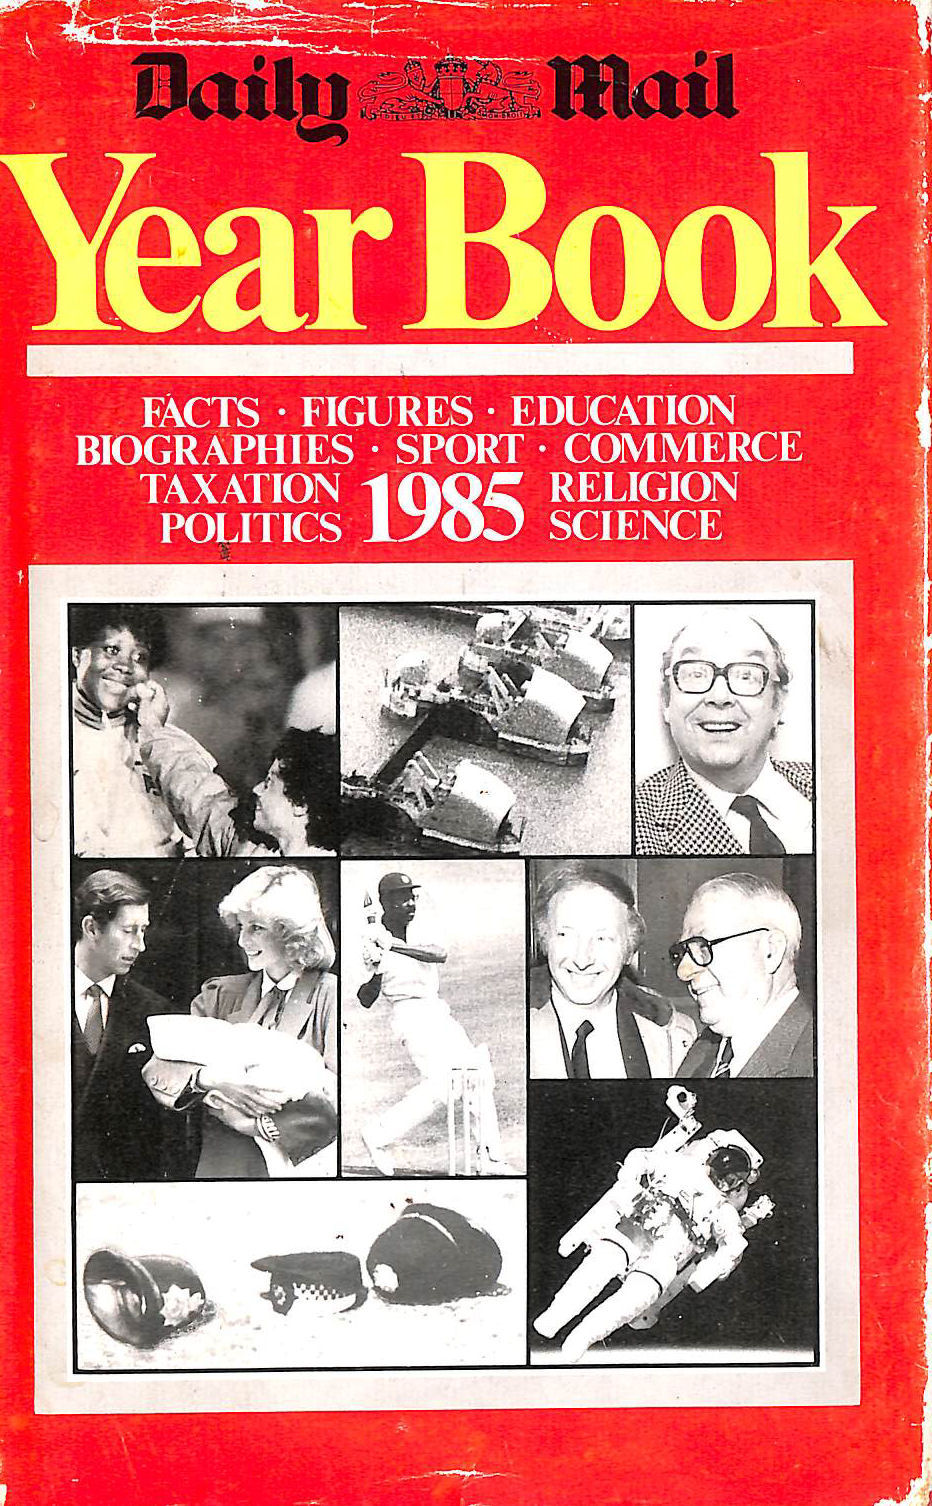 Daily Mail
Year Book
FACTS · FIGURES · EDUCATION
BIOGRAPHIES · SPORT · COMMERCE
TAXATION 1985 RELIGION
POLITICS SCIENCE